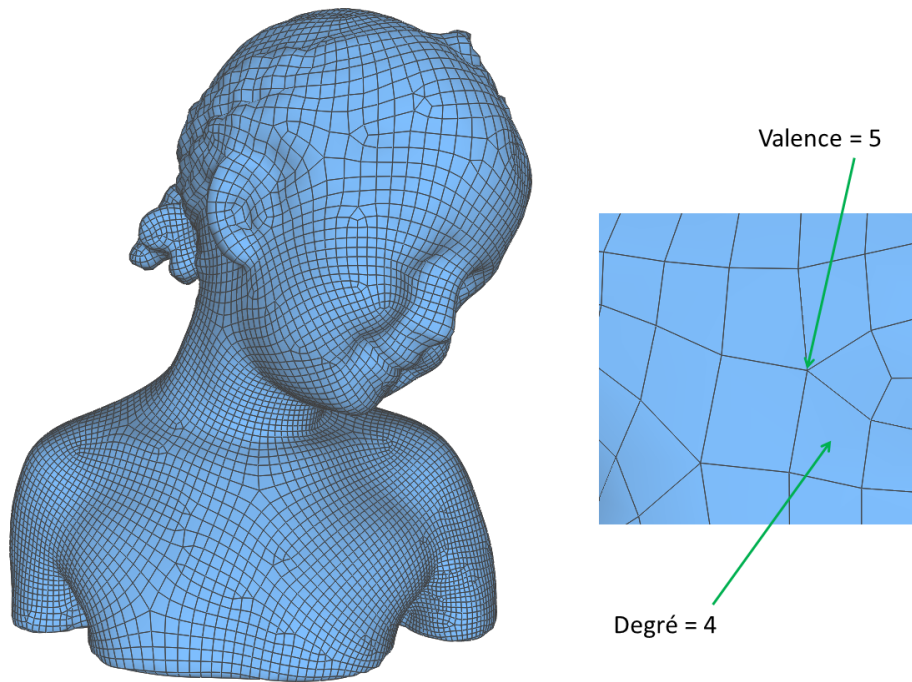 Valence = 5
Degré = 4